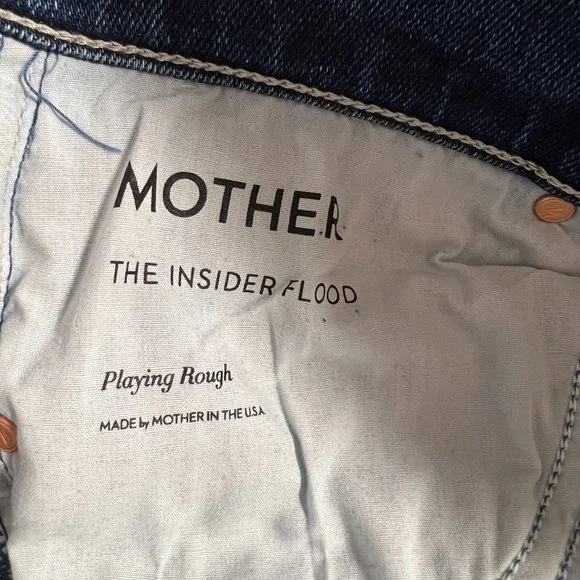 MOTHER
THE INSIDER FLOOD
Playing Rough
MADE by MOTHER IN THE U.S.A.